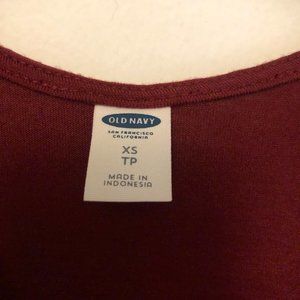 OLD NAVY
SAN FRANCISCO
CALIFORNIA
XS
TP
MADE IN
INDONESIA